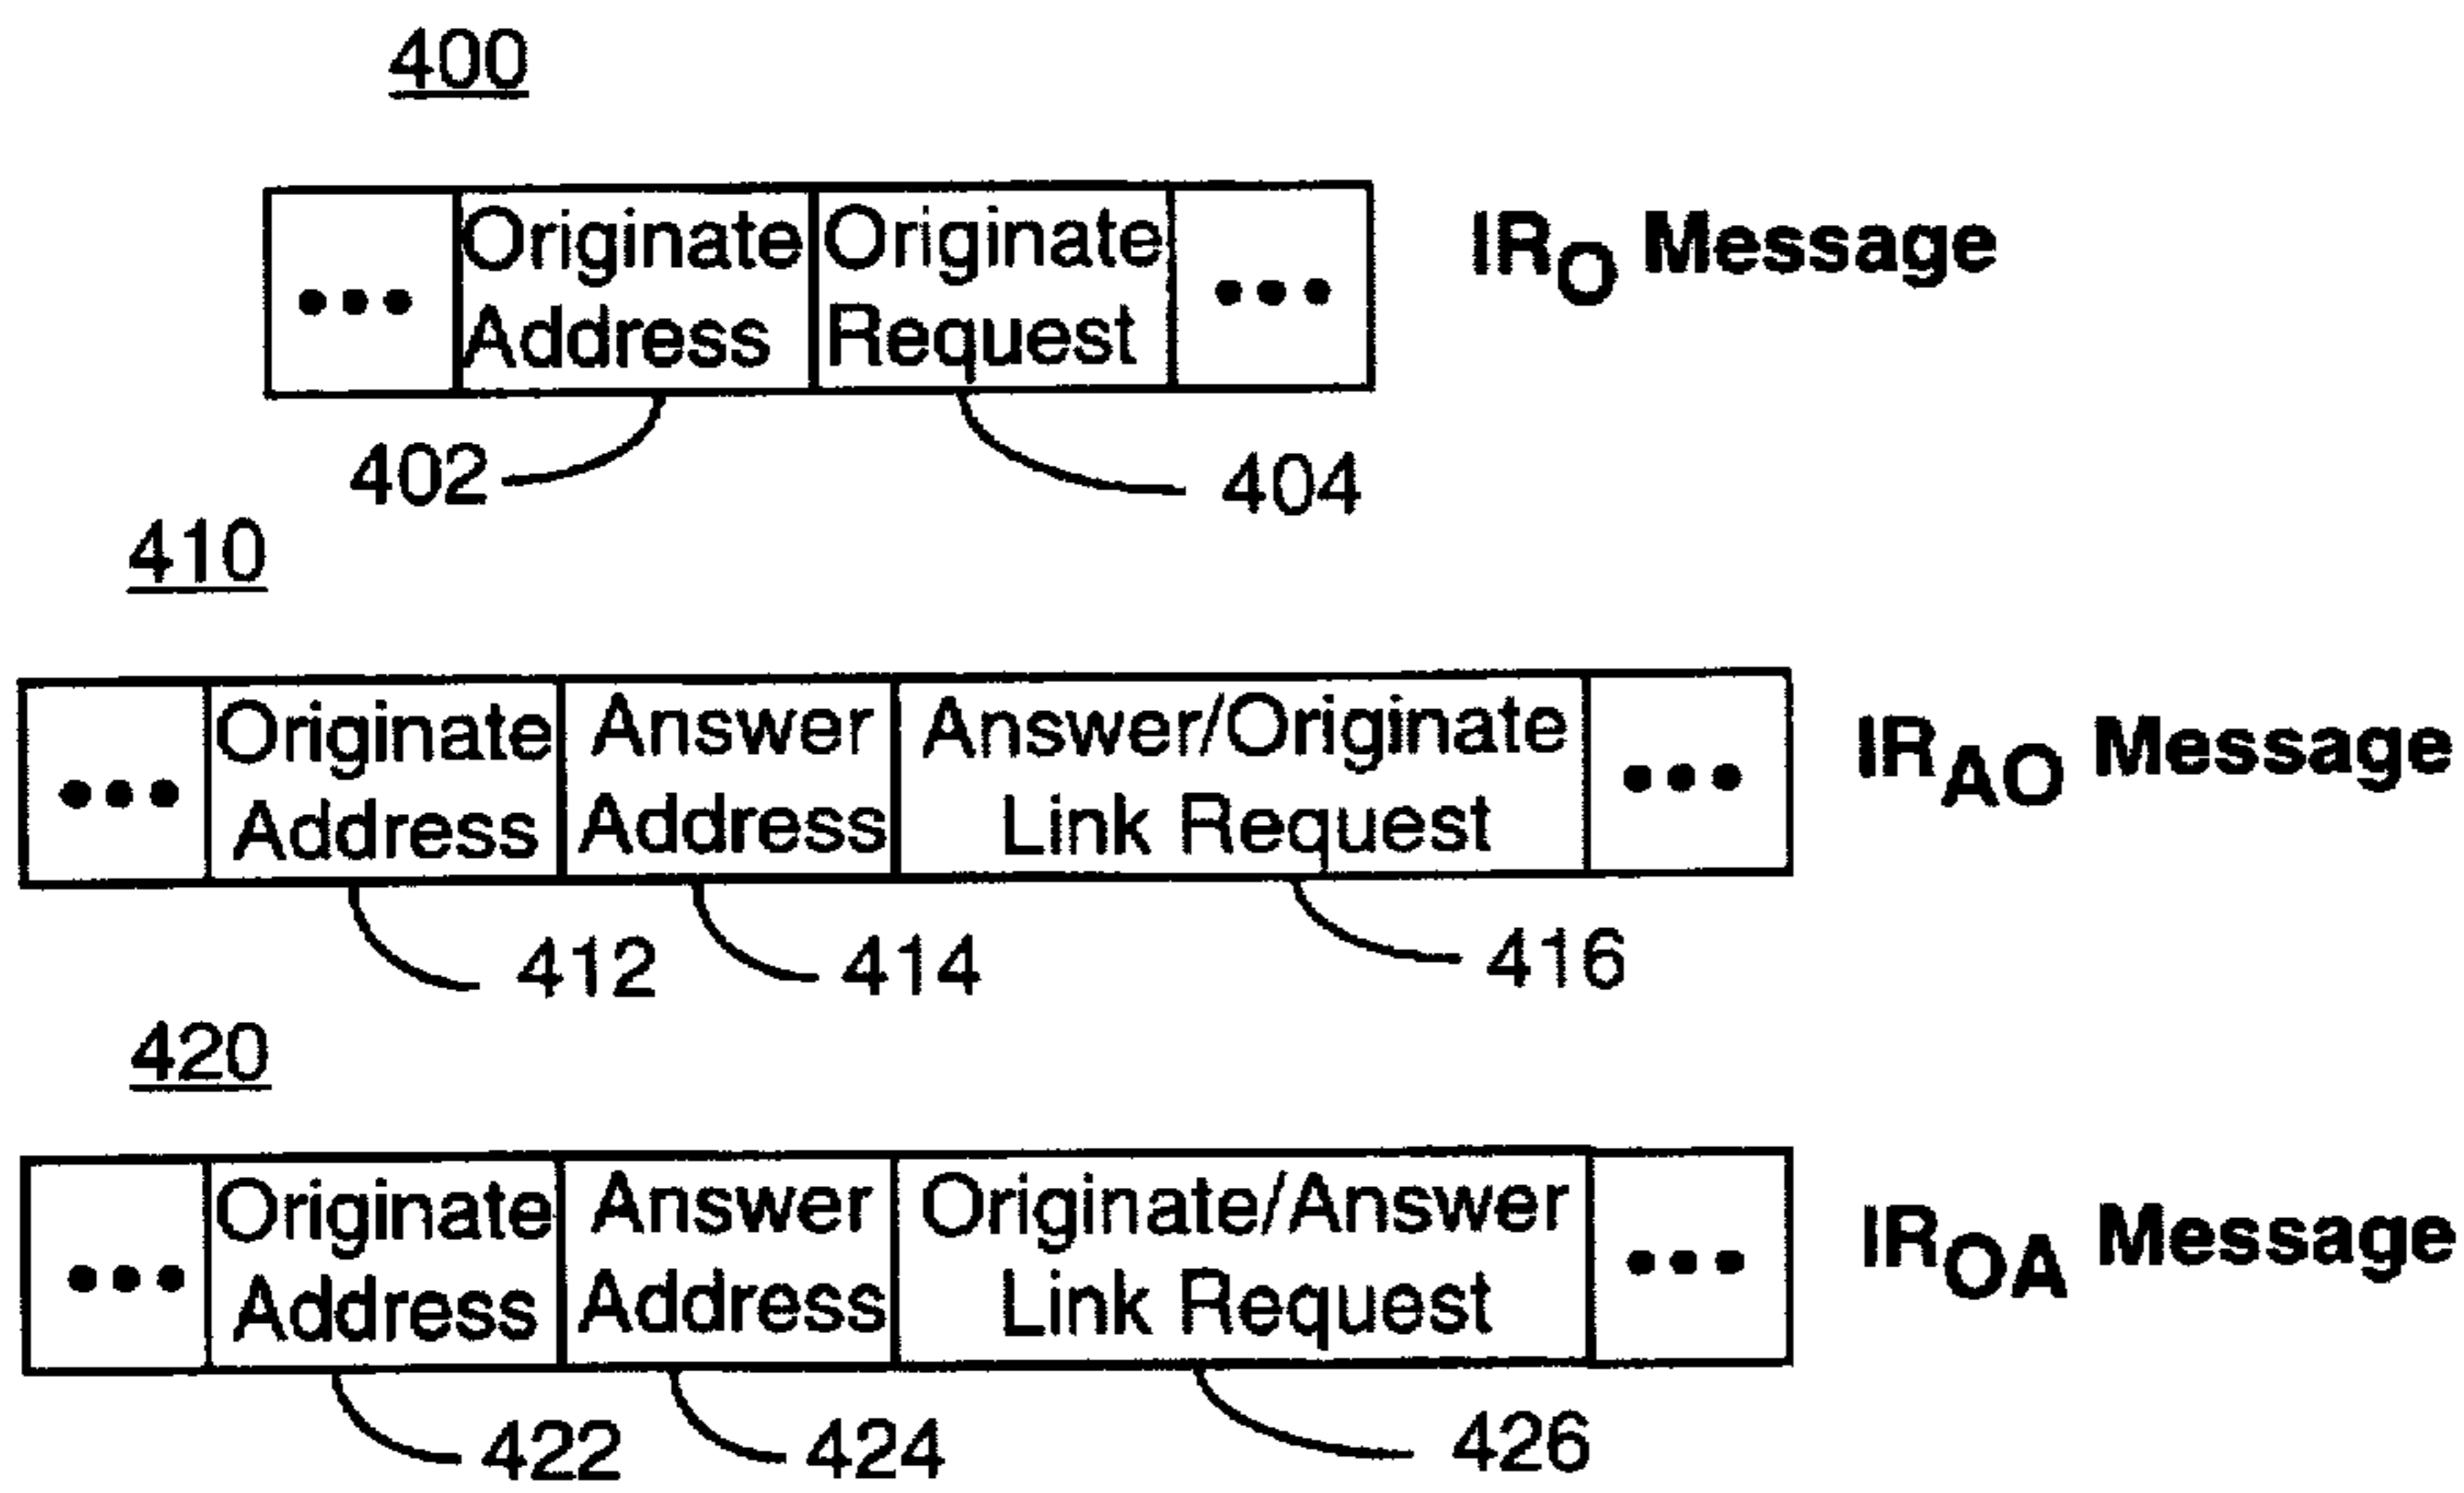 400
••• Originate Address Originate Request ••• IRO Message
402 404
410
••• Originate Address Answer Address Answer/Originate Link Request ••• IRAO Message
412 414 416
420
••• Originate Address Answer Address Originate/Answer Link Request ••• IROA Message
422 424 426